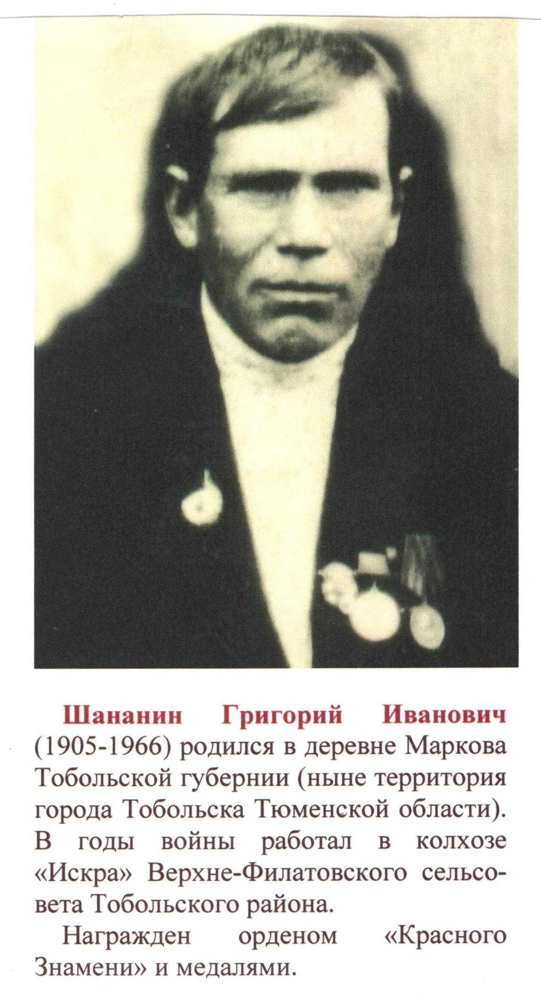 Шананин Григорий Иванович
(1905-1966) родился в деревне Маркова
Тобольской губернии (ныне территория
города Тобольска Тюменской области).
В годы войны работал в колхозе
«Искра» Верхне-Филатовского сельсо-
вета Тобольского района.
Награжден орденом «Красного
Знамени» и медалями.